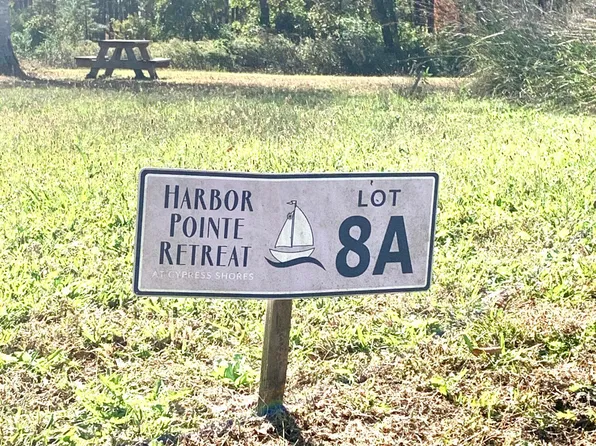 HARBOR
POINTE
RETREAT
AT CYPRESS SHORES
LOT
8A